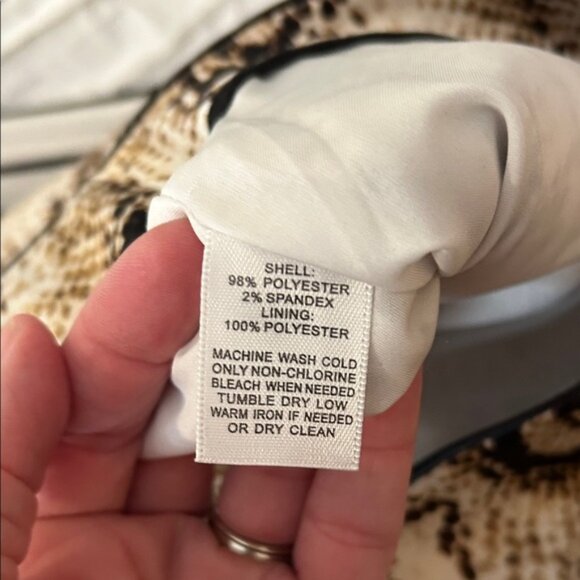 SHELL:
98% POLYESTER
2% SPANDEX
LINING:
100% POLYESTER
MACHINE WASH COLD
ONLY NON-CHLORINE
BLEACH WHEN NEEDED
TUMBLE DRY LOW
WARM IRON IF NEEDED
OR DRY CLEAN